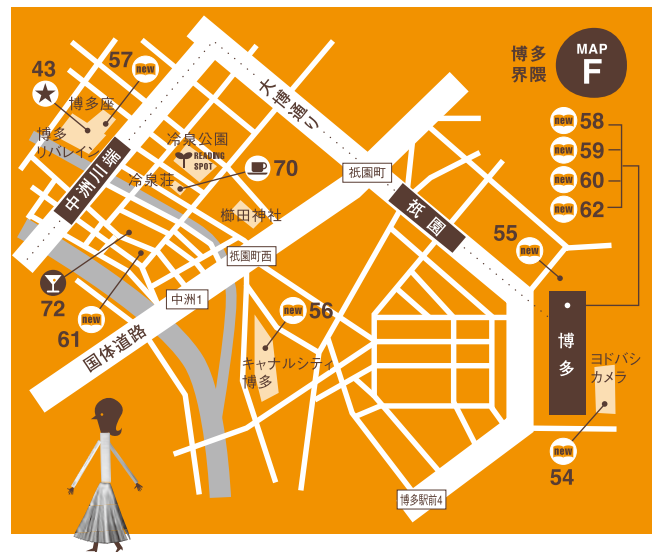 MAP
F
博多
界隈
43
57
new
博多座
博多
リバレイン
中洲川端
大博通り
冷泉公園
READING
SPOT
冷泉荘
70
櫛田神社
祇園町
祇園
祇園町西
中洲1
国体道路
72
61
new
new
56
キャナルシティ
博多
new
58
new
59
new
60
new
62
55
new
博多
ヨドバシ
カメラ
new
54
博多駅前4